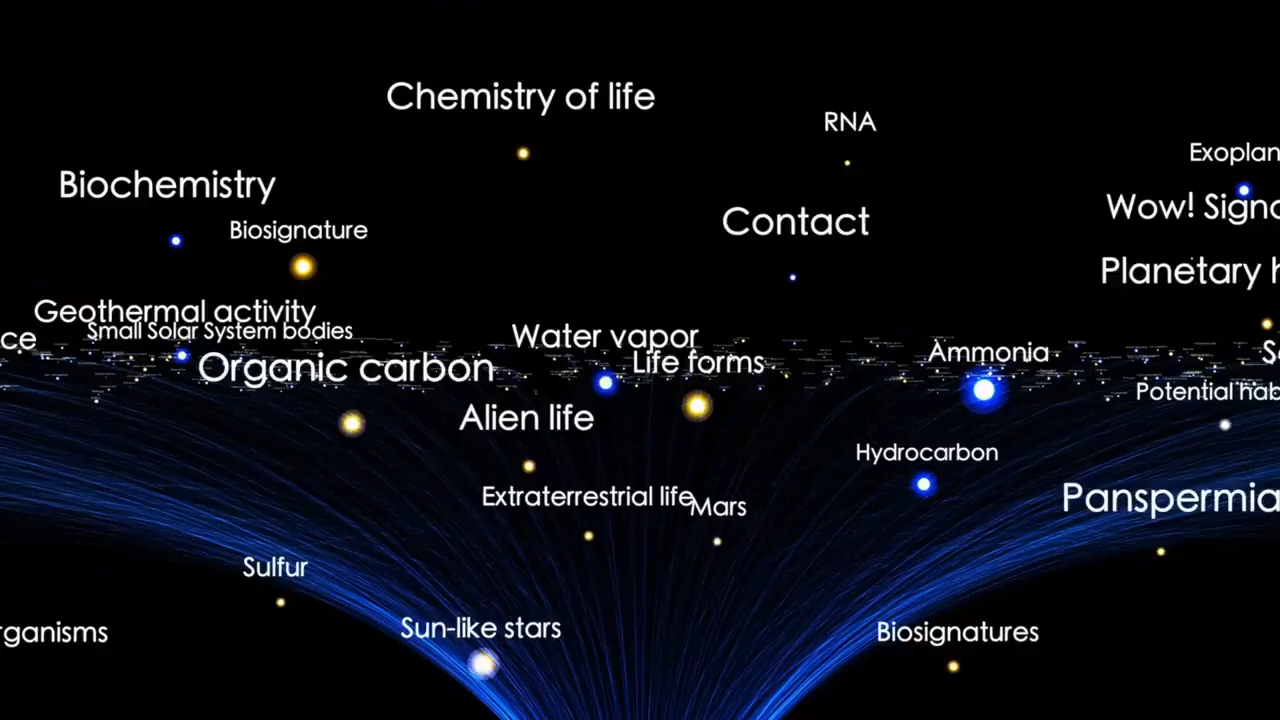 Chemistry of life
RNA
Exoplan
Biochemistry
Wow! Signa
Contact
Biosignature
Planetary h
Geothermal activity
Small Solar System bodies
ce
Water vapor
Life forms
Ammonia
Organic carbon
Potential hab
Alien life
Hydrocarbon
Extraterrestrial life
Mars
Panspermia
Sulfur
Sun-like stars
rganisms
Biosignatures